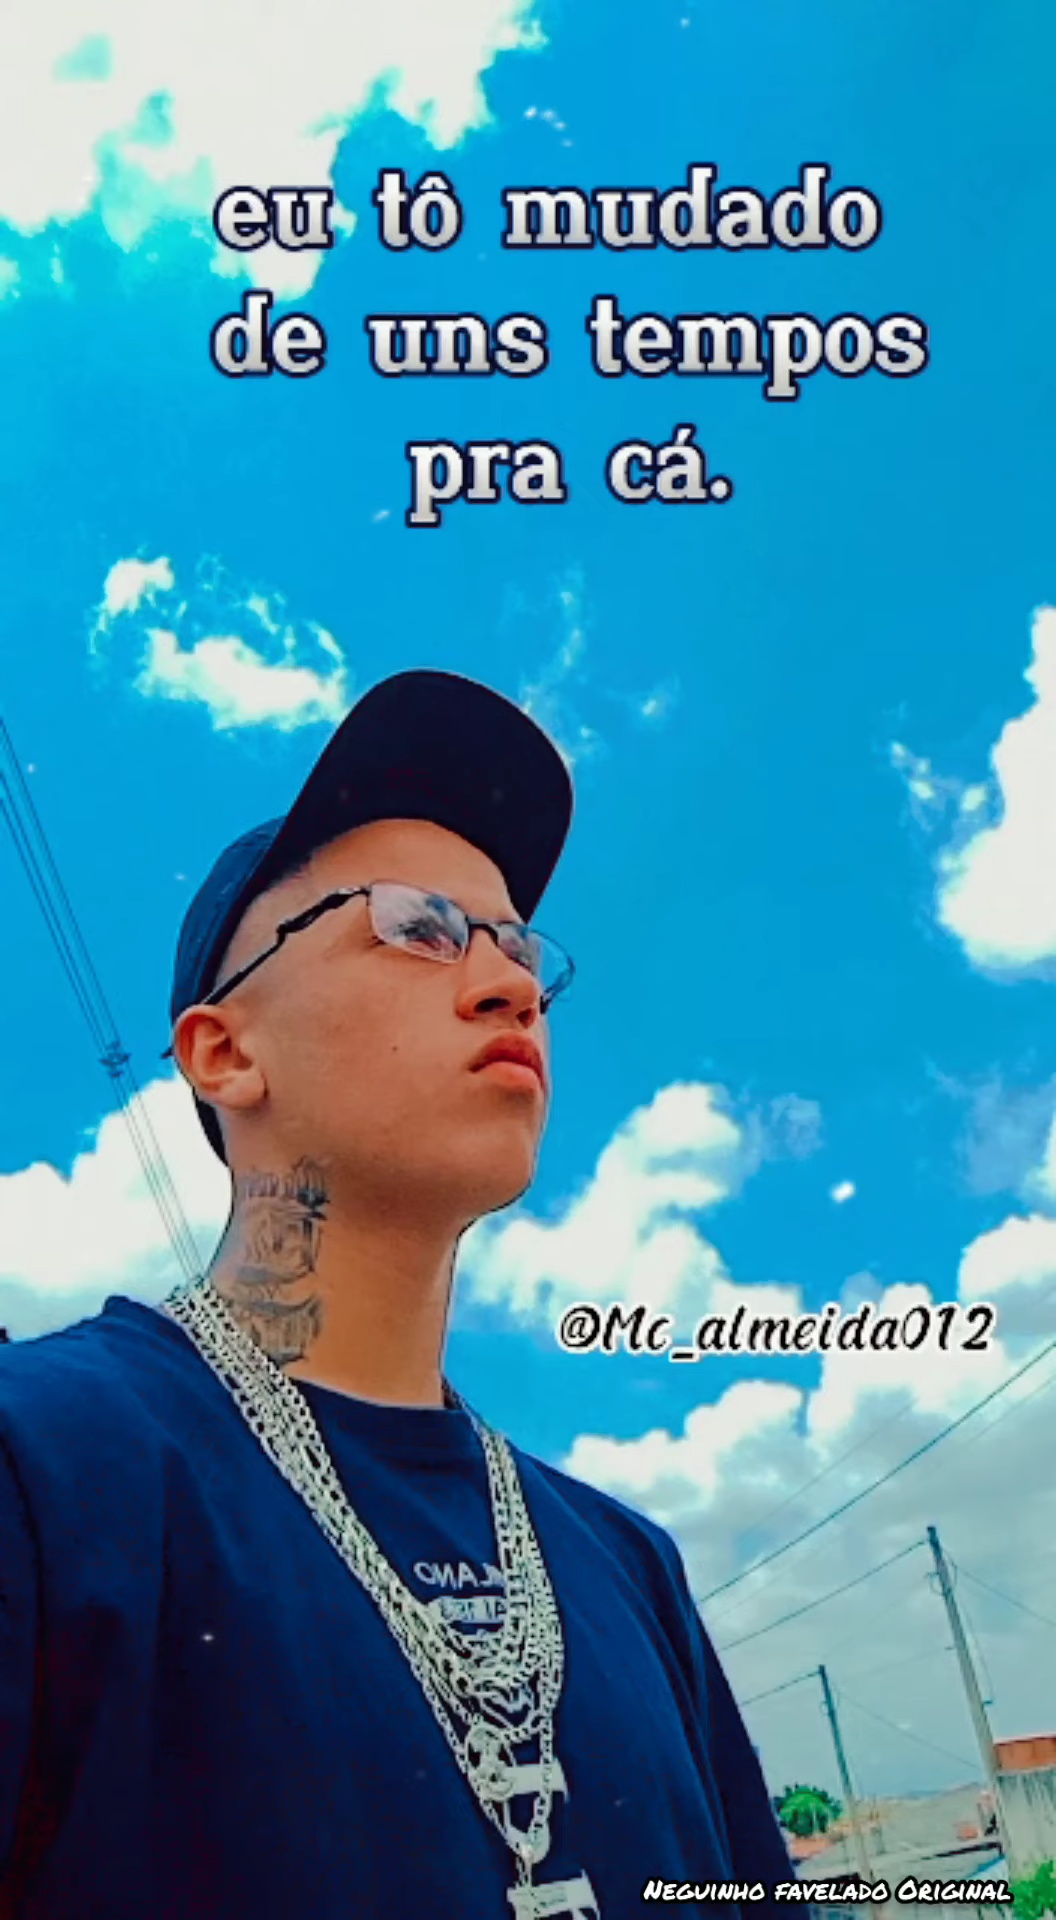 eu tô mudado
de uns tempos
pra cá.
@Mc_almeida012
Neguinho favelado Original